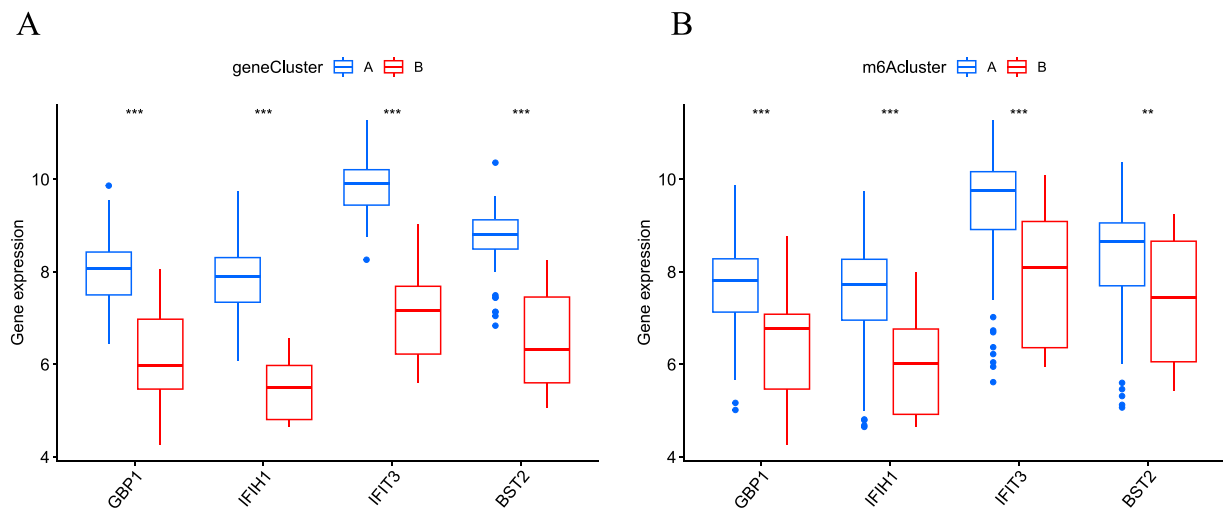 A
geneCluster A B
Gene expression
*** *** *** ***
10
8
6
4
GBP1 IFIH1 IFIT3 BST2
B
m6Acluster A B
Gene expression
*** *** *** **
10
8
6
4
GBP1 IFIH1 IFIT3 BST2